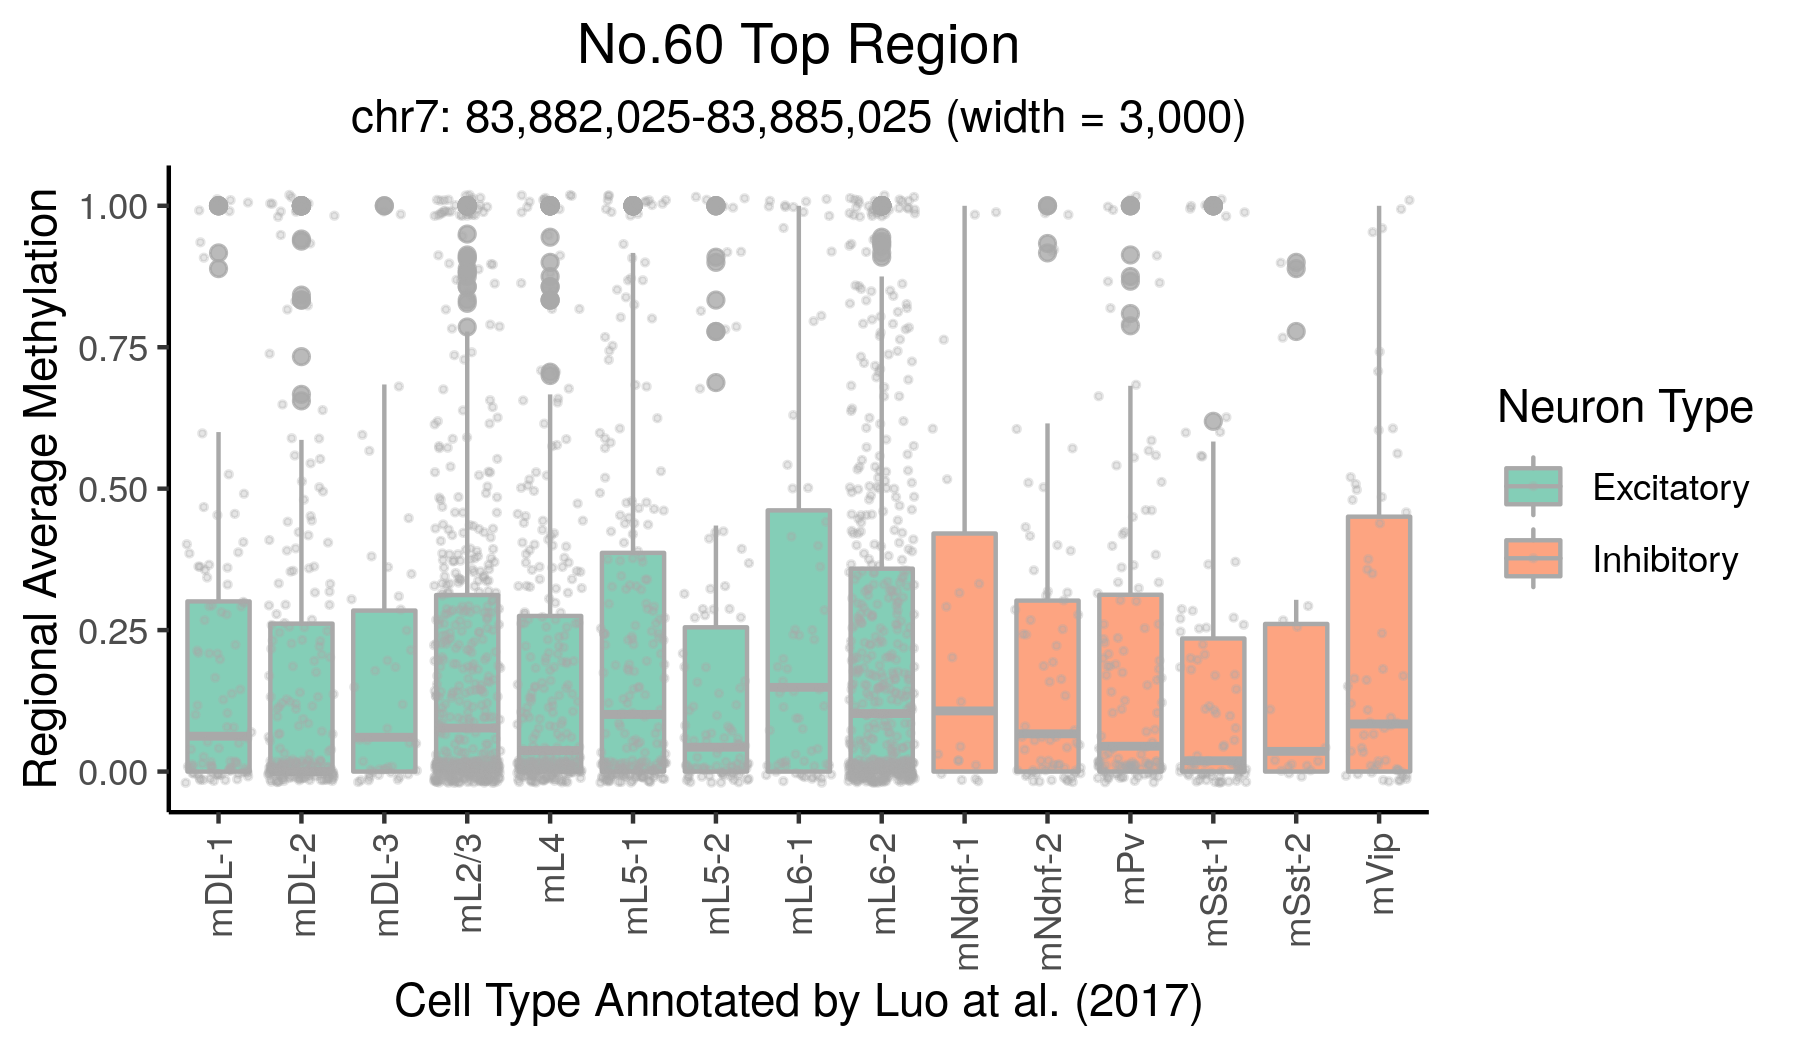 No.60 Top Region
chr7: 83,882,025-83,885,025 (width = 3,000)
Regional Average Methylation
1.00
0.75
0.50
0.25
0.00
mDL-1
mDL-2
mDL-3
mL2/3
mL4
mL5-1
mL5-2
mL6-1
mL6-2
mNdnf-1
mNdnf-2
mPv
mSst-1
mSst-2
mVip
Cell Type Annotated by Luo at al. (2017)
Neuron Type
Excitatory
Inhibitory